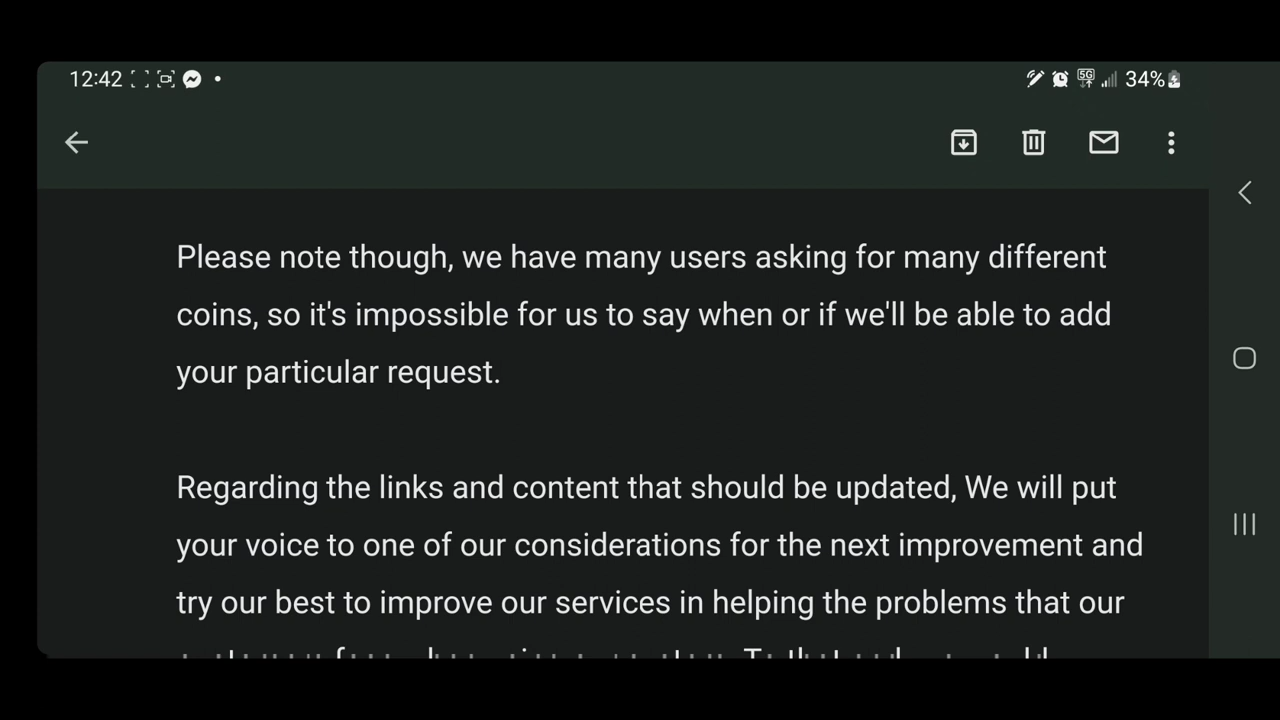 12:42
5G
34%
Please note though, we have many users asking for many different
coins, so it's impossible for us to say when or if we'll be able to add
your particular request.
Regarding the links and content that should be updated, We will put
your voice to one of our considerations for the next improvement and
try our best to improve our services in helping the problems that our